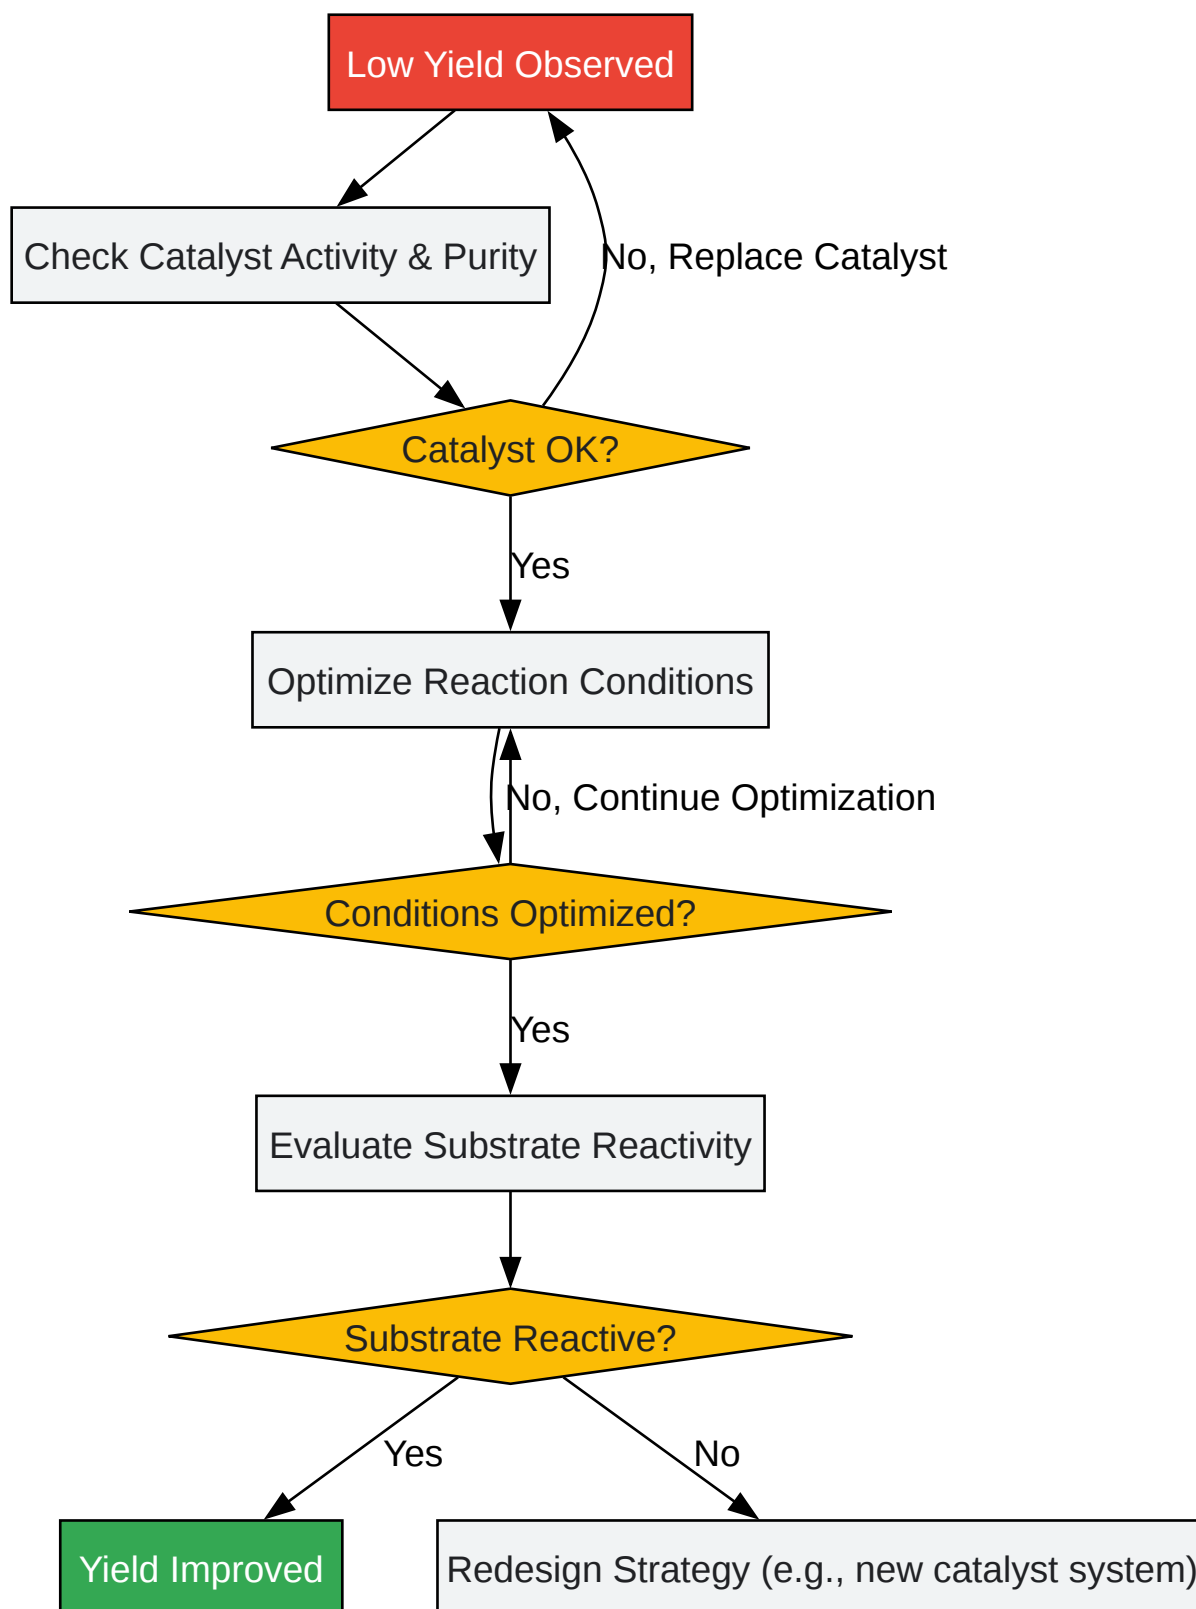 Low Yield Observed
Check Catalyst Activity & Purity
No, Replace Catalyst
Catalyst OK?
Yes
Optimize Reaction Conditions
No, Continue Optimization
Conditions Optimized?
Yes
Evaluate Substrate Reactivity
Substrate Reactive?
Yes
No
Yield Improved
Redesign Strategy (e.g., new catalyst system)